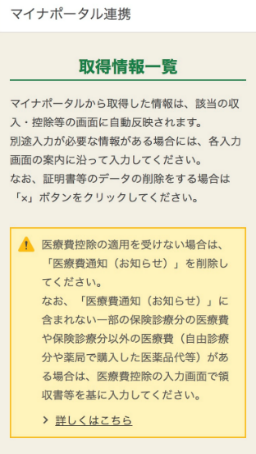 マイナポータル連携
取得情報一覧
マイナポータルから取得した情報は、該当の収
入・控除等の画面に自動反映されます。
別途入力が必要な情報がある場合には、各入力
画面の案内に沿って入力してください。
なお、証明書等のデータの削除をする場合は
「×」ボタンをクリックしてください。
医療費控除の適用を受けない場合は、
「医療費通知（お知らせ）」を削除し
てください。
なお、「医療費通知（お知らせ）」に
含まれない一部の保険診療分の医療費
や保険診療分以外の医療費（自由診療
分や薬局で購入した医薬品代等）があ
る場合は、医療費控除の入力画面で領
収書等を基に入力してください。
> 詳しくはこちら